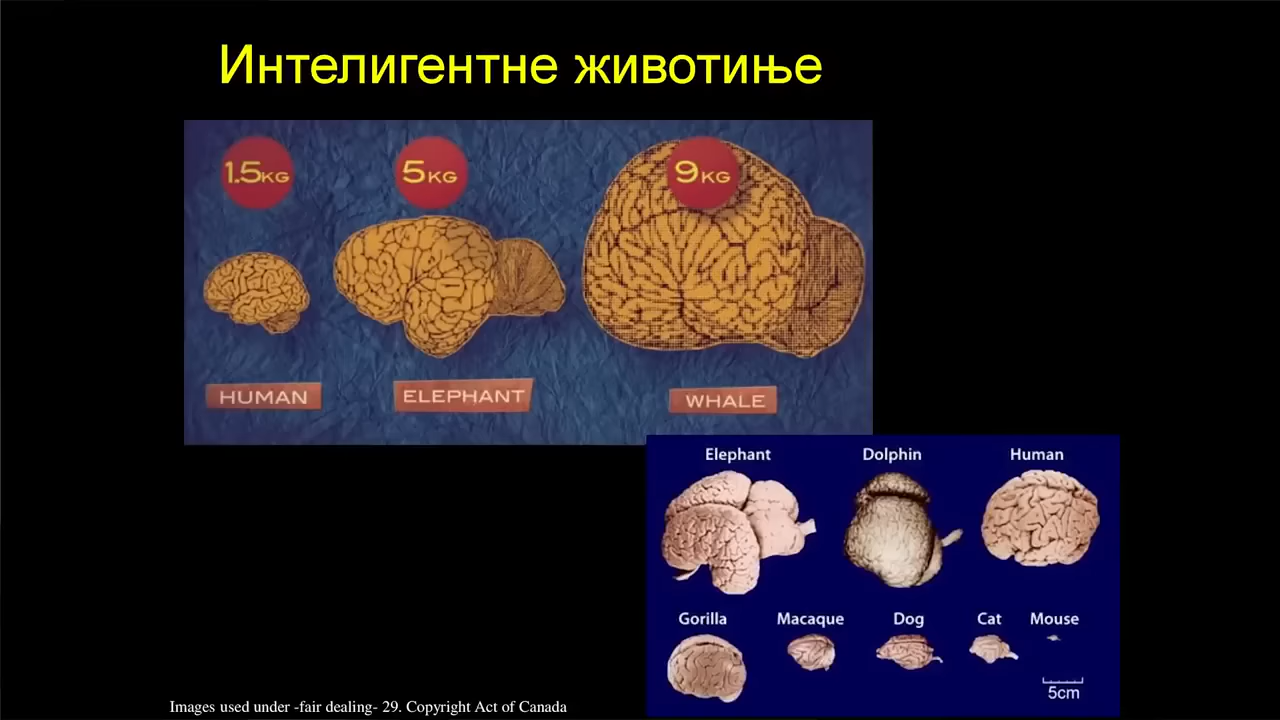 Интелигентне животиње
1.5KG
5KG
9KG
HUMAN
ELEPHANT
WHALE
Elephant
Dolphin
Human
Gorilla
Macaque
Dog
Cat
Mouse
5cm
Images used under -fair dealing- 29. Copyright Act of Canada